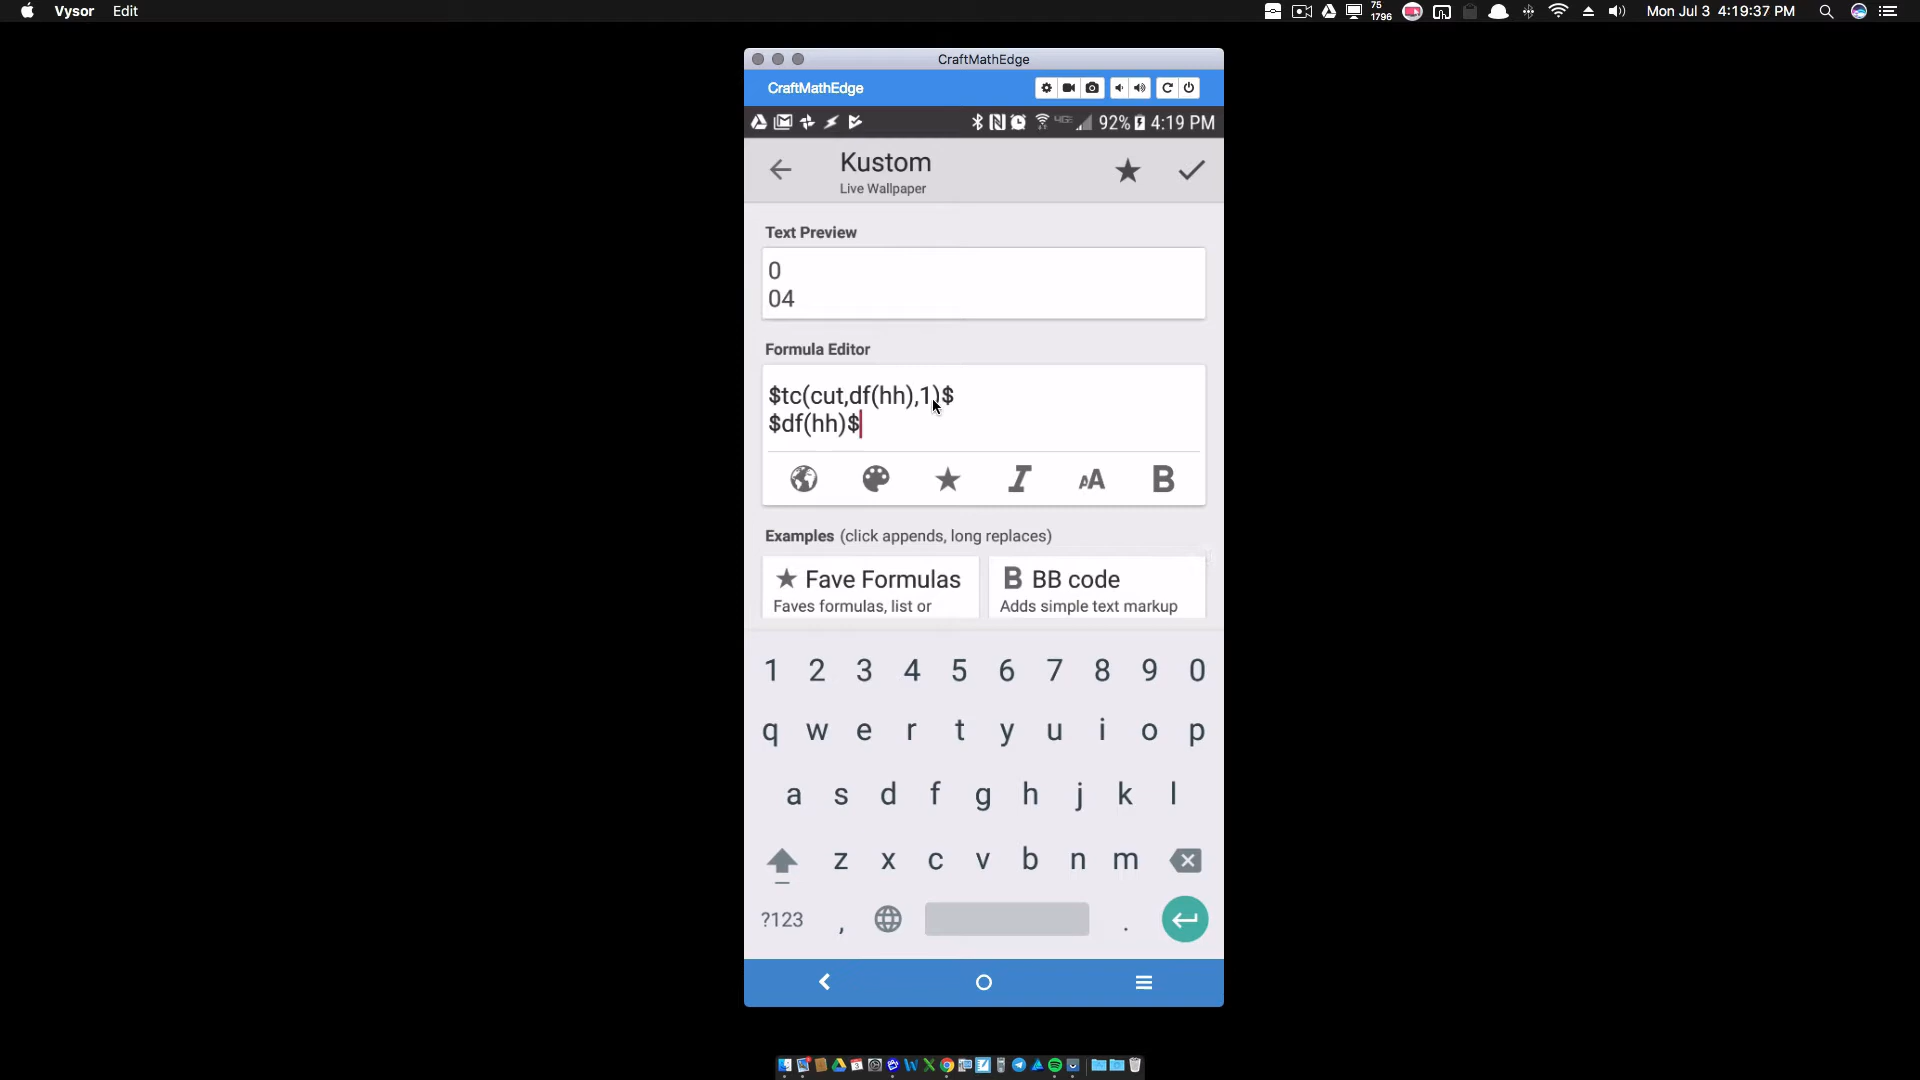 Vysor Edit
75
1796
Mon Jul 3 4:19:37 PM
CraftMathEdge
CraftMathEdge
92% 4:19 PM
Kustom
Live Wallpaper
Text Preview
0
04
Formula Editor
$tc(cut,df(hh),1)$
$df(hh)$
I AA B
Examples (click appends, long replaces)
★ Fave Formulas
Faves formulas, list or
B BB code
Adds simple text markup
1 2 3 4 5 6 7 8 9 0
q w e r t y u i o p
a s d f g h j k l
z x c v b n m
?123 , .